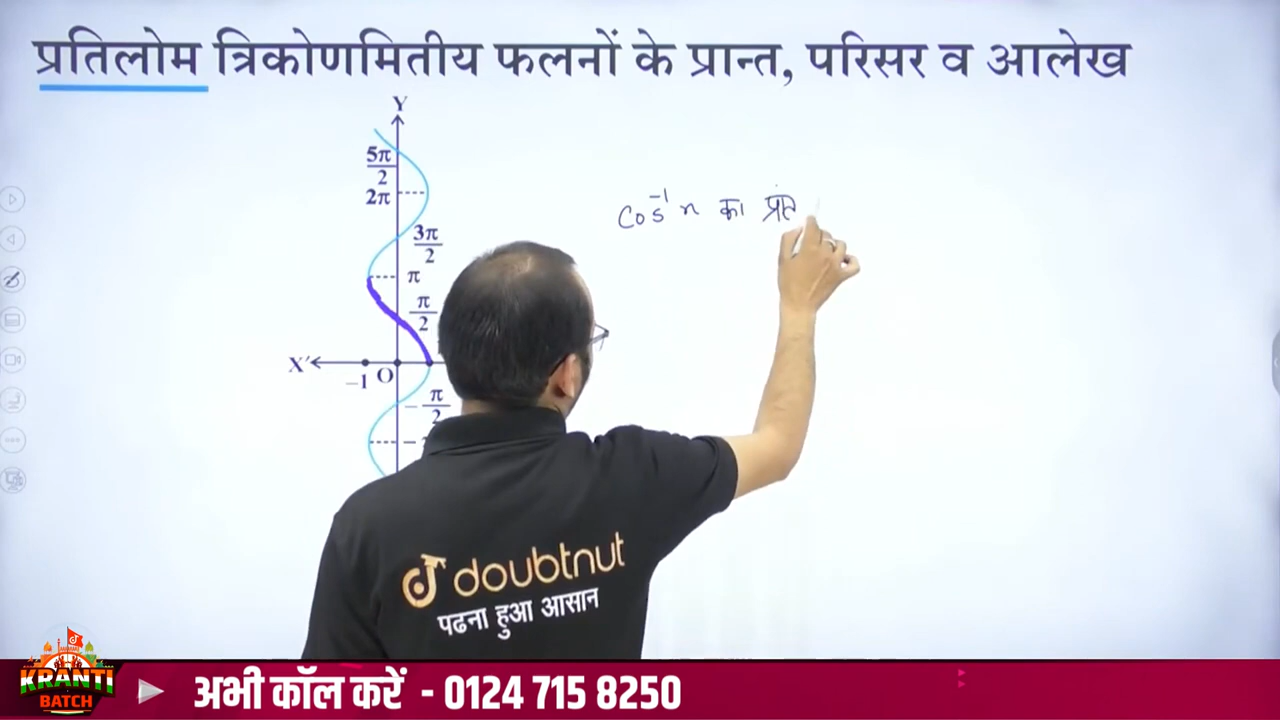 प्रतिलोम त्रिकोणमितीय फलनों के प्रान्त, परिसर व आलेख
Y
5π/2
2π
3π/2
π
π/2
X′
−1
O
−π/2
−
cos⁻¹ x का प्रा
doubtnut
पढना हुआ आसान
KRANTI
BATCH
अभी कॉल करें - 0124 715 8250